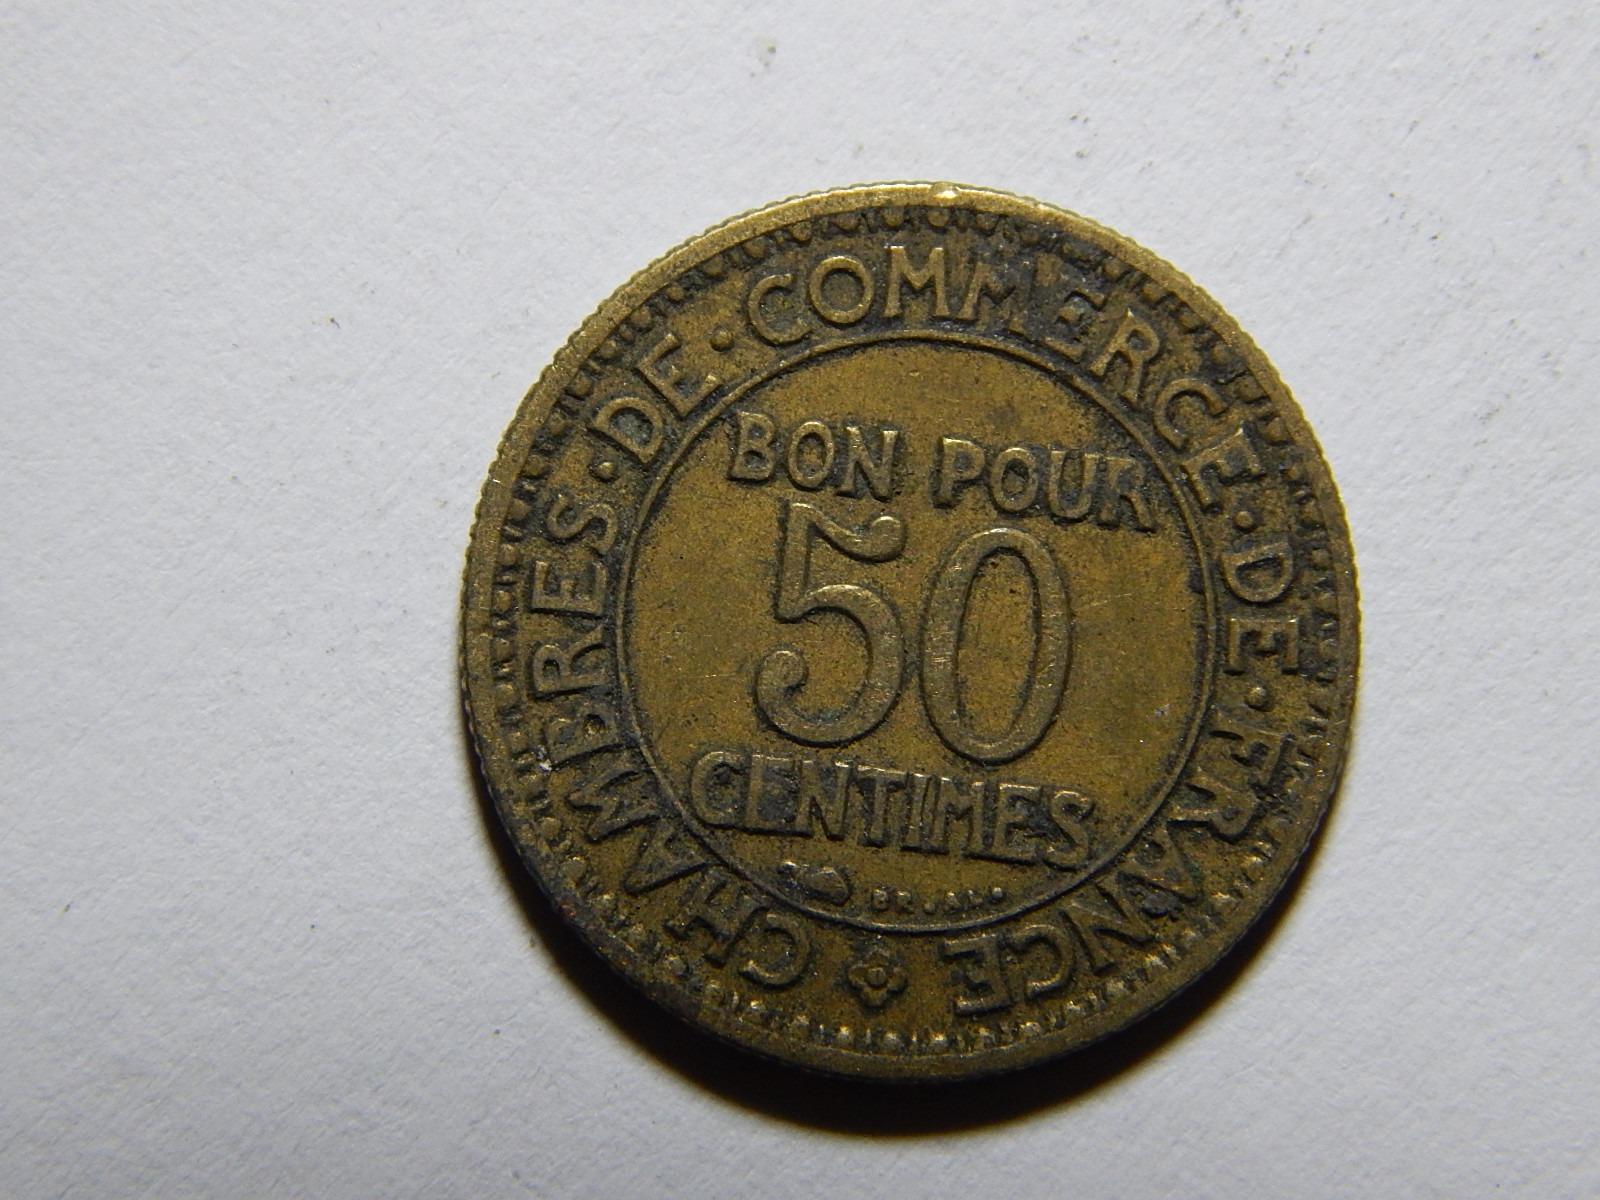 CHAMBRES · DE · COMMERCE · DE · FRANCE
BON POUR
50
CENTIMES